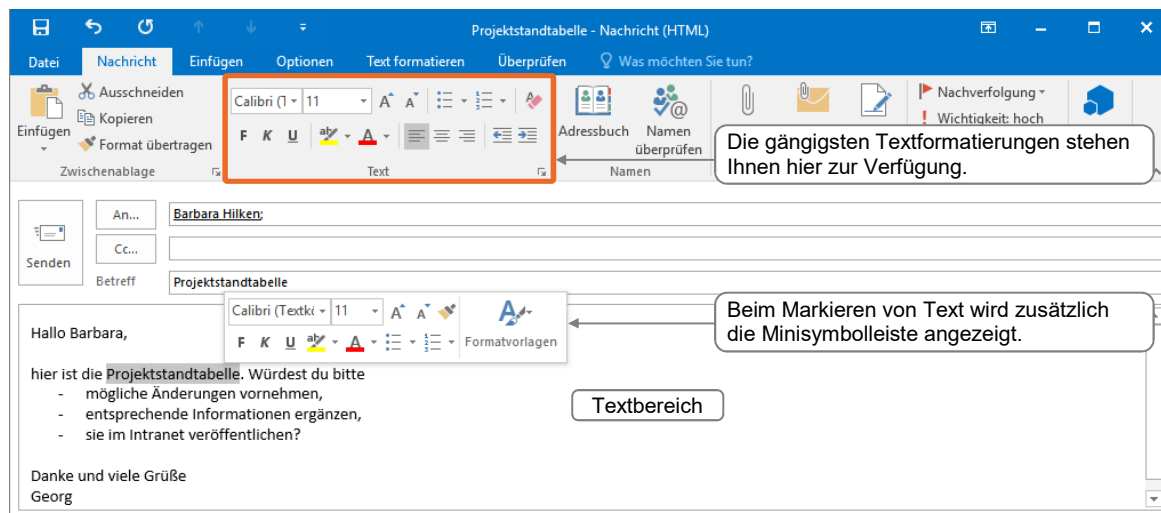 Projektstandtabelle - Nachricht (HTML)
Datei Nachricht Einfügen Optionen Text formatieren Überprüfen Was möchten Sie tun?
Einfügen
Ausschneiden
Kopieren
Format übertragen
Zwischenablage
Calibri (T 11
F K U
Text
Adressbuch
Namen
überprüfen
Namen
Nachverfolgung
Wichtigkeit: hoch
Die gängigsten Textformatierungen stehen
Ihnen hier zur Verfügung.
Senden
An... Barbara Hilken;
Cc...
Betreff Projektstandtabelle
Calibri (Textkö 11
F K U
Formatvorlagen
Beim Markieren von Text wird zusätzlich
die Minisymbolleiste angezeigt.
Hallo Barbara,
hier ist die Projektstandtabelle. Würdest du bitte
- mögliche Änderungen vornehmen,
- entsprechende Informationen ergänzen,
- sie im Intranet veröffentlichen?
Textbereich
Danke und viele Grüße
Georg